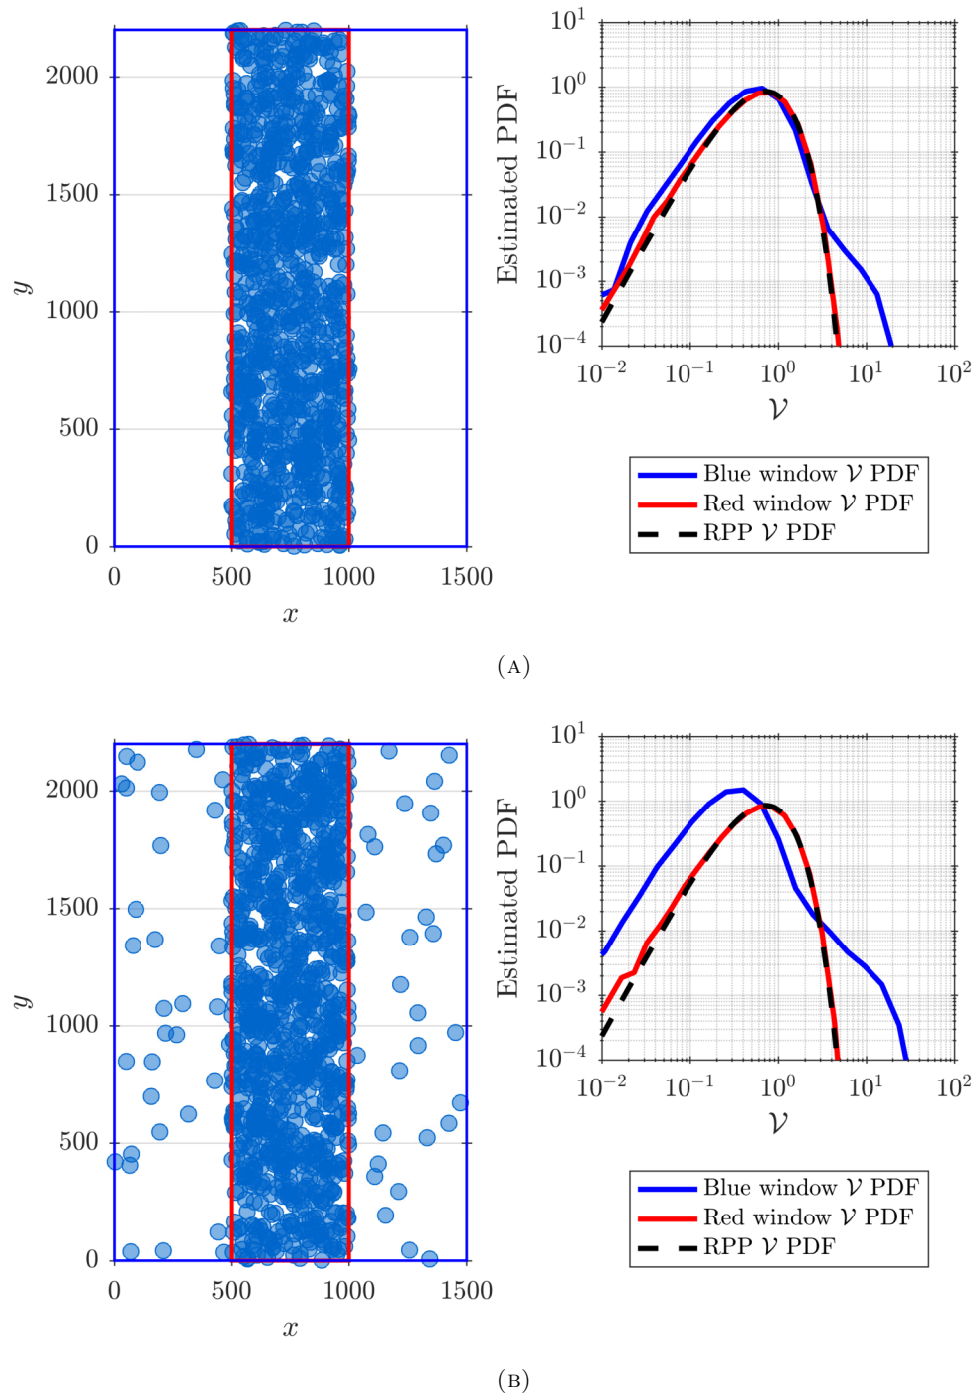 2000
1500
1000
500
0
y
0 500 1000 1500
x
10^1
10^0
10^{-1}
10^{-2}
10^{-3}
10^{-4}
Estimated PDF
10^{-2} 10^{-1} 10^0 10^1 10^2
𝒱
Blue window 𝒱 PDF
Red window 𝒱 PDF
RPP 𝒱 PDF
(A)
2000
1500
1000
500
0
y
0 500 1000 1500
x
10^1
10^0
10^{-1}
10^{-2}
10^{-3}
10^{-4}
Estimated PDF
10^{-2} 10^{-1} 10^0 10^1 10^2
𝒱
Blue window 𝒱 PDF
Red window 𝒱 PDF
RPP 𝒱 PDF
(B)